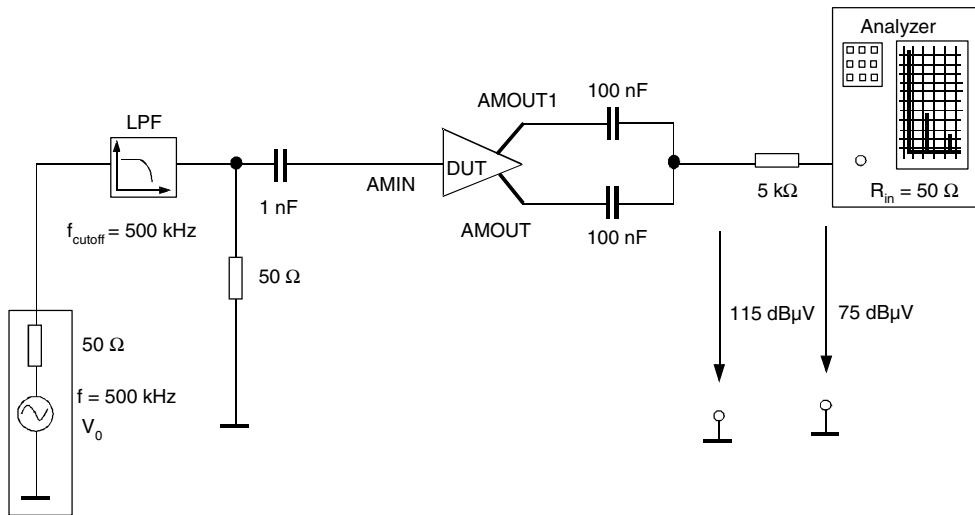 Analyzer
LPF
AMOUT1
100 nF
DUT
AMIN
1 nF
5 kΩ
R_in = 50 Ω
AMOUT
100 nF
f_cutoff = 500 kHz
50 Ω
115 dBµV
75 dBµV
50 Ω
f = 500 kHz
V_0